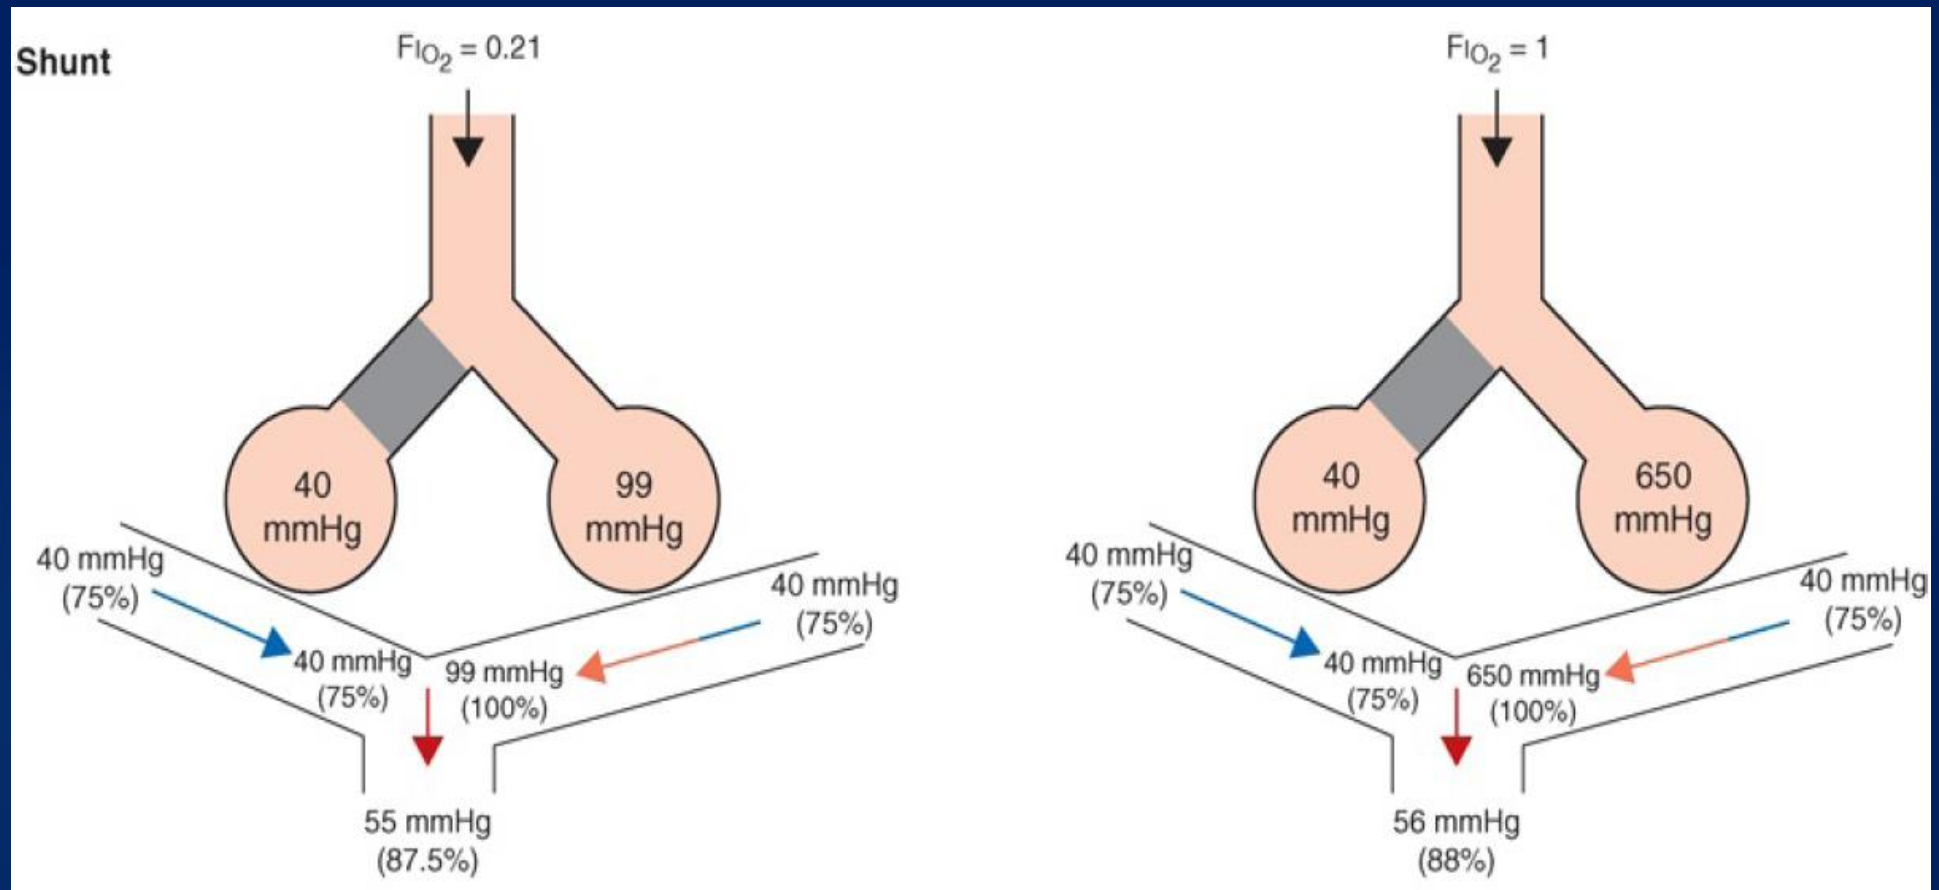 Shunt
FIO2 = 0.21
40
mmHg
99
mmHg
40 mmHg
(75%)
40 mmHg
(75%)
40 mmHg
(75%)
99 mmHg
(100%)
55 mmHg
(87.5%)
FIO2 = 1
40
mmHg
650
mmHg
40 mmHg
(75%)
40 mmHg
(75%)
40 mmHg
(75%)
650 mmHg
(100%)
56 mmHg
(88%)